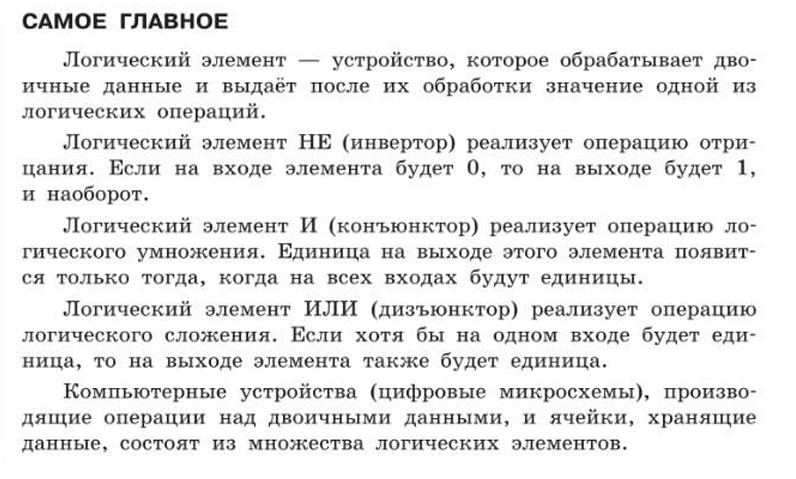 САМОЕ ГЛАВНОЕ
Логический элемент — устройство, которое обрабатывает дво-
ичные данные и выдаёт после их обработки значение одной из
логических операций.
Логический элемент НЕ (инвертор) реализует операцию отри-
цания. Если на входе элемента будет 0, то на выходе будет 1,
и наоборот.
Логический элемент И (конъюнктор) реализует операцию ло-
гического умножения. Единица на выходе этого элемента появит-
ся только тогда, когда на всех входах будут единицы.
Логический элемент ИЛИ (дизъюнктор) реализует операцию
логического сложения. Если хотя бы на одном входе будет еди-
ница, то на выходе элемента также будет единица.
Компьютерные устройства (цифровые микросхемы), произво-
дящие операции над двоичными данными, и ячейки, хранящие
данные, состоят из множества логических элементов.